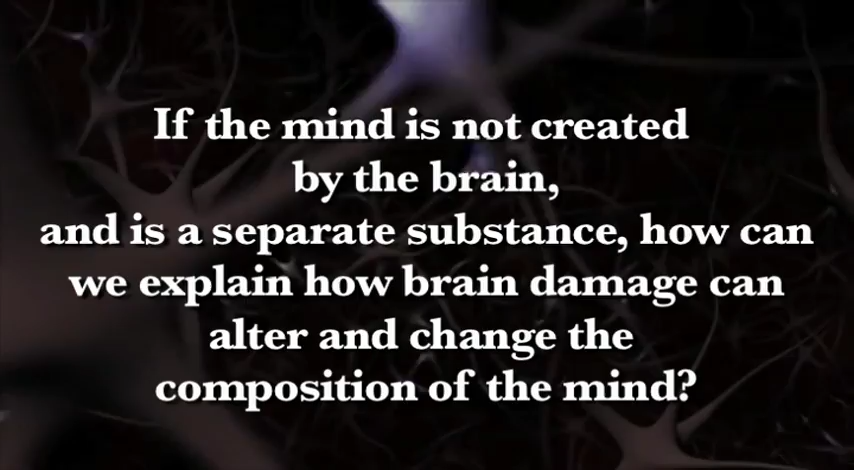 If the mind is not created
by the brain,
and is a separate substance, how can
we explain how brain damage can
alter and change the
composition of the mind?